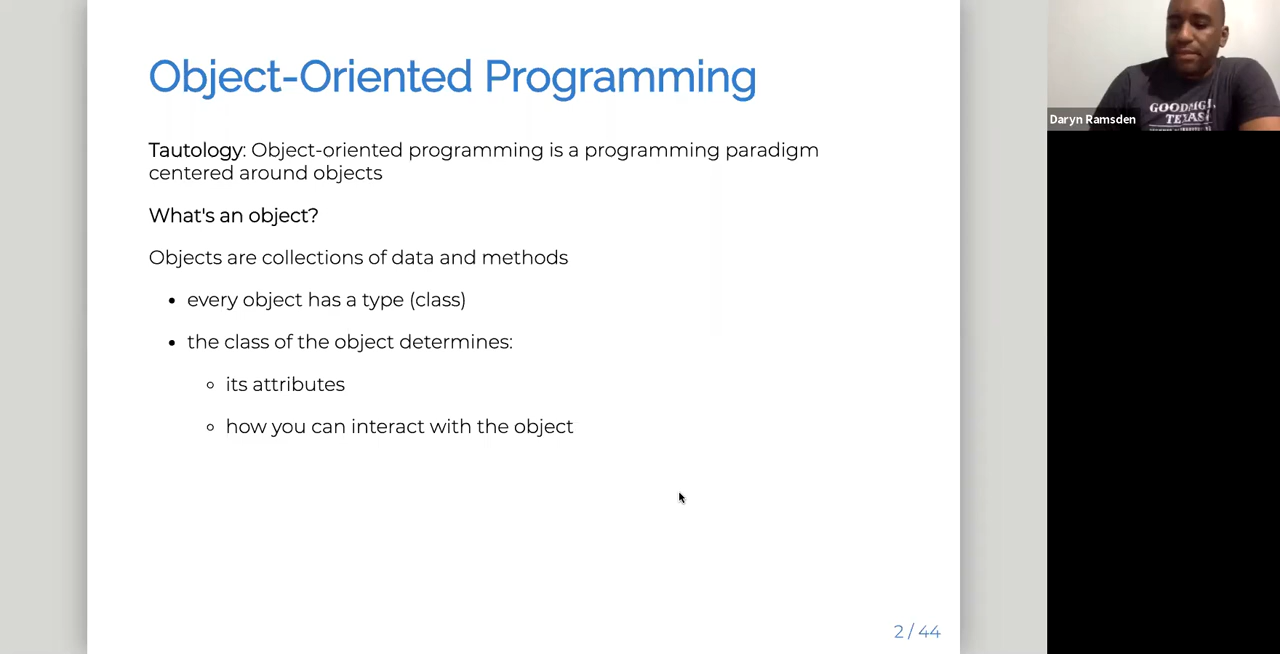 Object-Oriented Programming
Tautology: Object-oriented programming is a programming paradigm
centered around objects
What's an object?
Objects are collections of data and methods
• every object has a type (class)
• the class of the object determines:
◦ its attributes
◦ how you can interact with the object
2 / 44
TEXAS
Daryn Ramsden